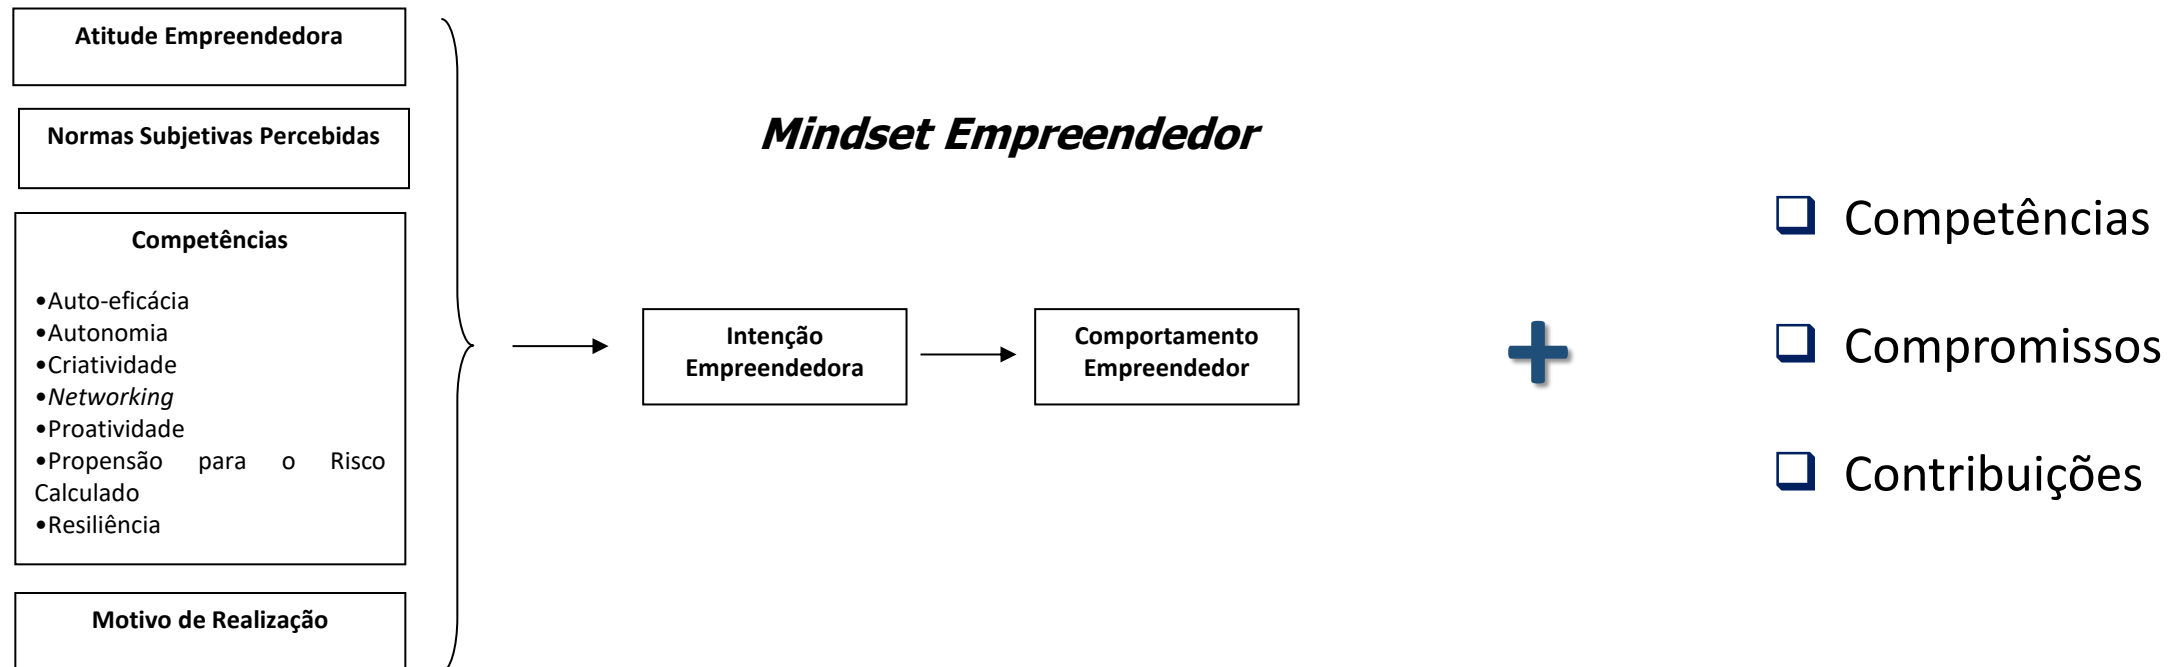 Atitude Empreendedora
Normas Subjetivas Percebidas
Competências
•Auto-eficácia
•Autonomia
•Criatividade
•Networking
•Proatividade
•Propensão para o Risco
Calculado
•Resiliência
Motivo de Realização
Mindset Empreendedor
Intenção
Empreendedora
Comportamento
Empreendedor
Competências
Compromissos
Contribuições